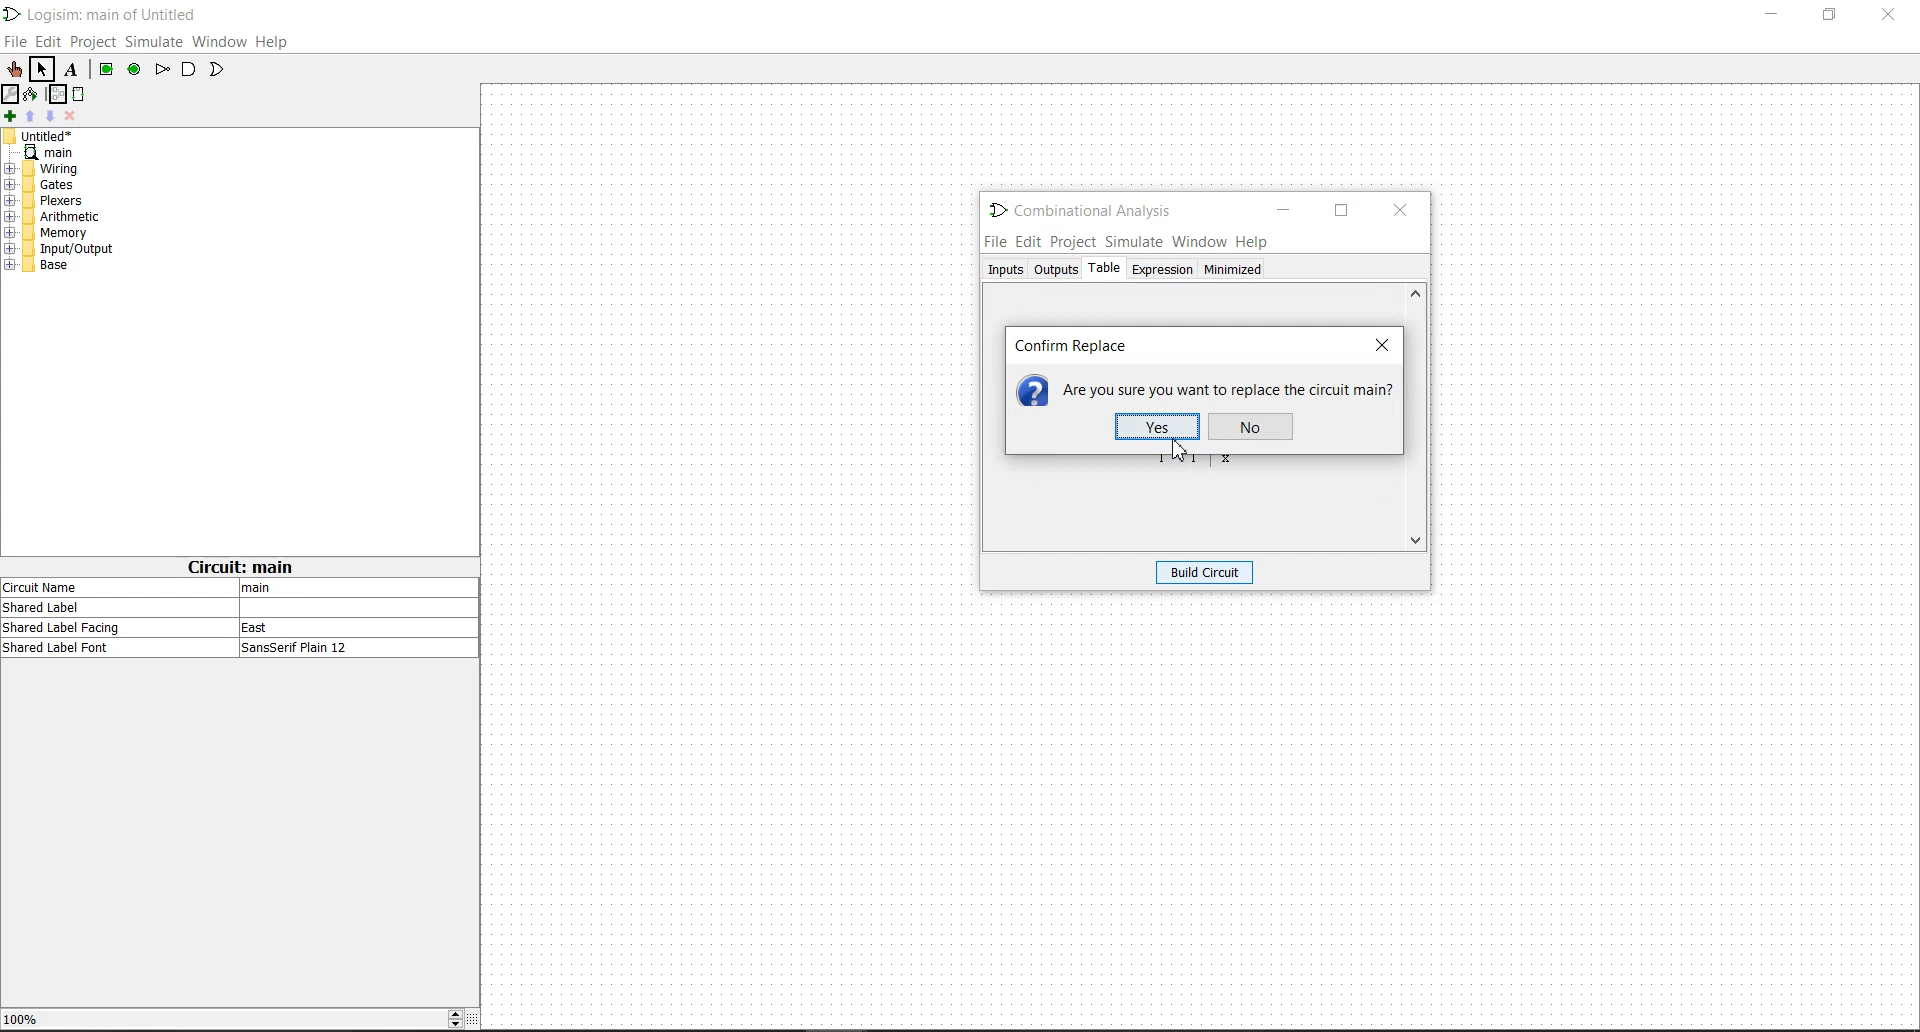 Logisim: main of Untitled
File Edit Project Simulate Window Help
A
Untitled*
main
Wiring
Gates
Plexers
Arithmetic
Memory
Input/Output
Base
Circuit: main
Circuit Name main
Shared Label
Shared Label Facing East
Shared Label Font SansSerif Plain 12
100%
Combinational Analysis
File Edit Project Simulate Window Help
Inputs Outputs Table Expression Minimized
Confirm Replace
Are you sure you want to replace the circuit main?
Yes No
1 1 x
Build Circuit